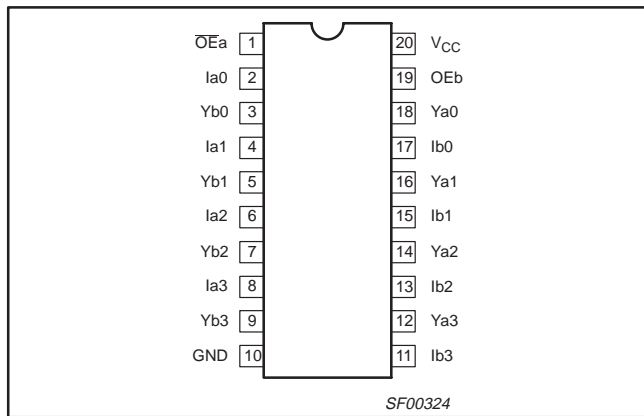 O̅E̅a 1 20 VCC
Ia0 2 19 OEb
Yb0 3 18 Ya0
Ia1 4 17 Ib0
Yb1 5 16 Ya1
Ia2 6 15 Ib1
Yb2 7 14 Ya2
Ia3 8 13 Ib2
Yb3 9 12 Ya3
GND 10 11 Ib3
SF00324